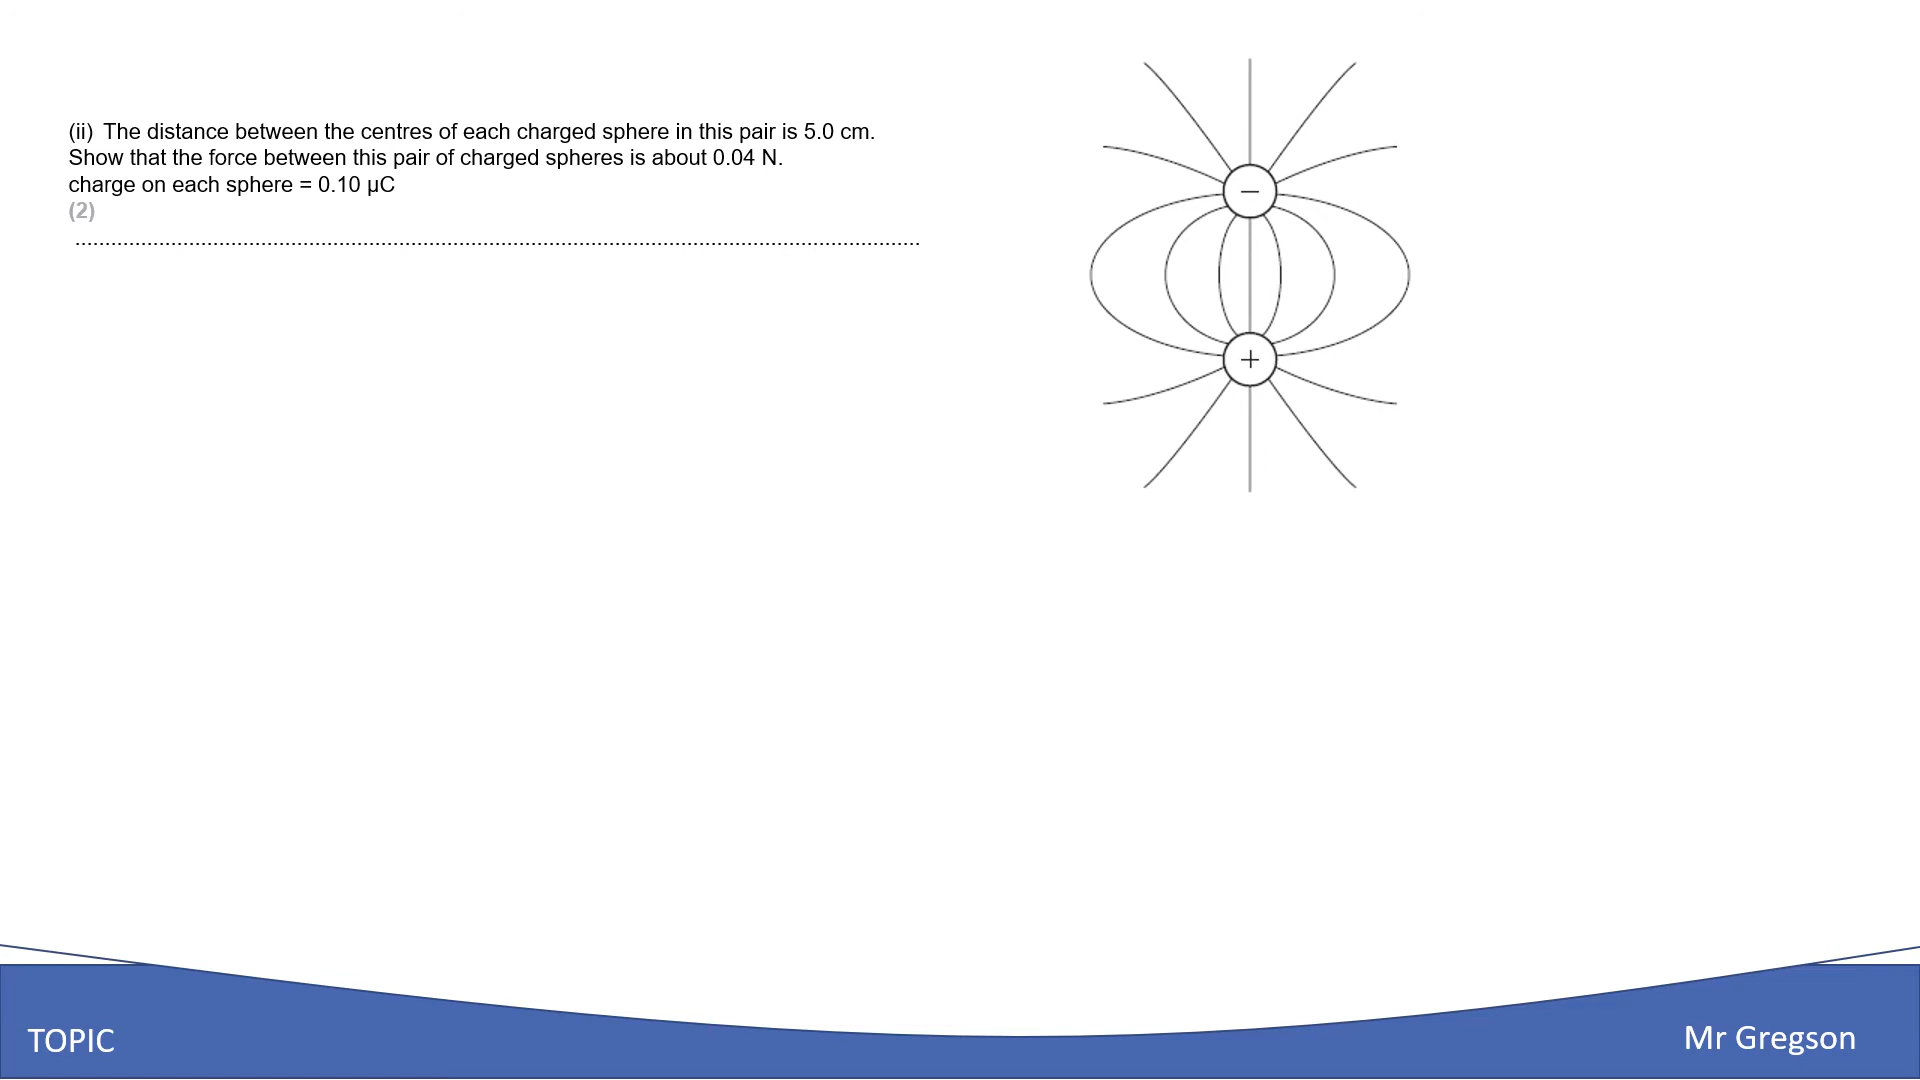 (ii) The distance between the centres of each charged sphere in this pair is 5.0 cm.
Show that the force between this pair of charged spheres is about 0.04 N.
charge on each sphere = 0.10 µC
(2)
................................................................................................................................................
−
+
TOPIC
Mr Gregson